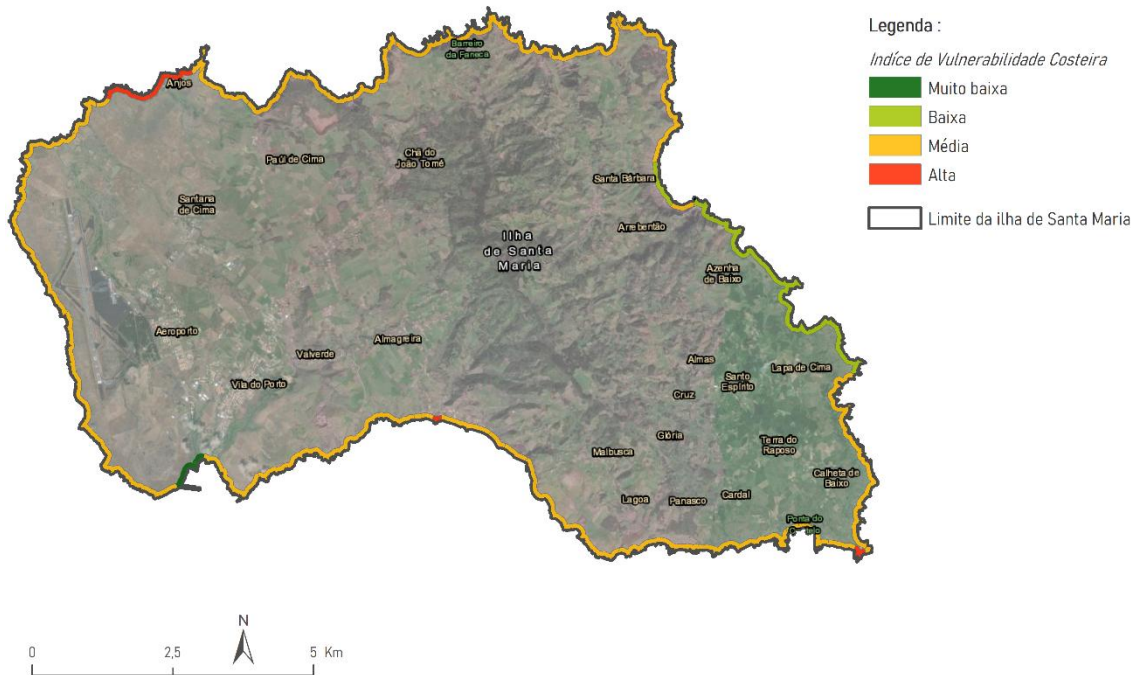 Legenda :
Indíce de Vulnerabilidade Costeira
Muito baixa
Baixa
Média
Alta
Limite da ilha de Santa Maria
Barreiro
da Faneca
Anjos
Paúl de Cima
Chã do
João Tomé
Santa Bárbara
Santana
de Cima
Arrebentão
Ilha
de Santa
Maria
Azenha
de Baixo
Aeroporto
Valverde
Almagreira
Almas
Lapa de Cima
Vila do Porto
Santo
Espírito
Cruz
Glória
Malbusca
Terra do
Raposo
Calheta de
Baixo
Lagoa
Panasco
Cardal
Ponta do
N
0
2,5
5 Km